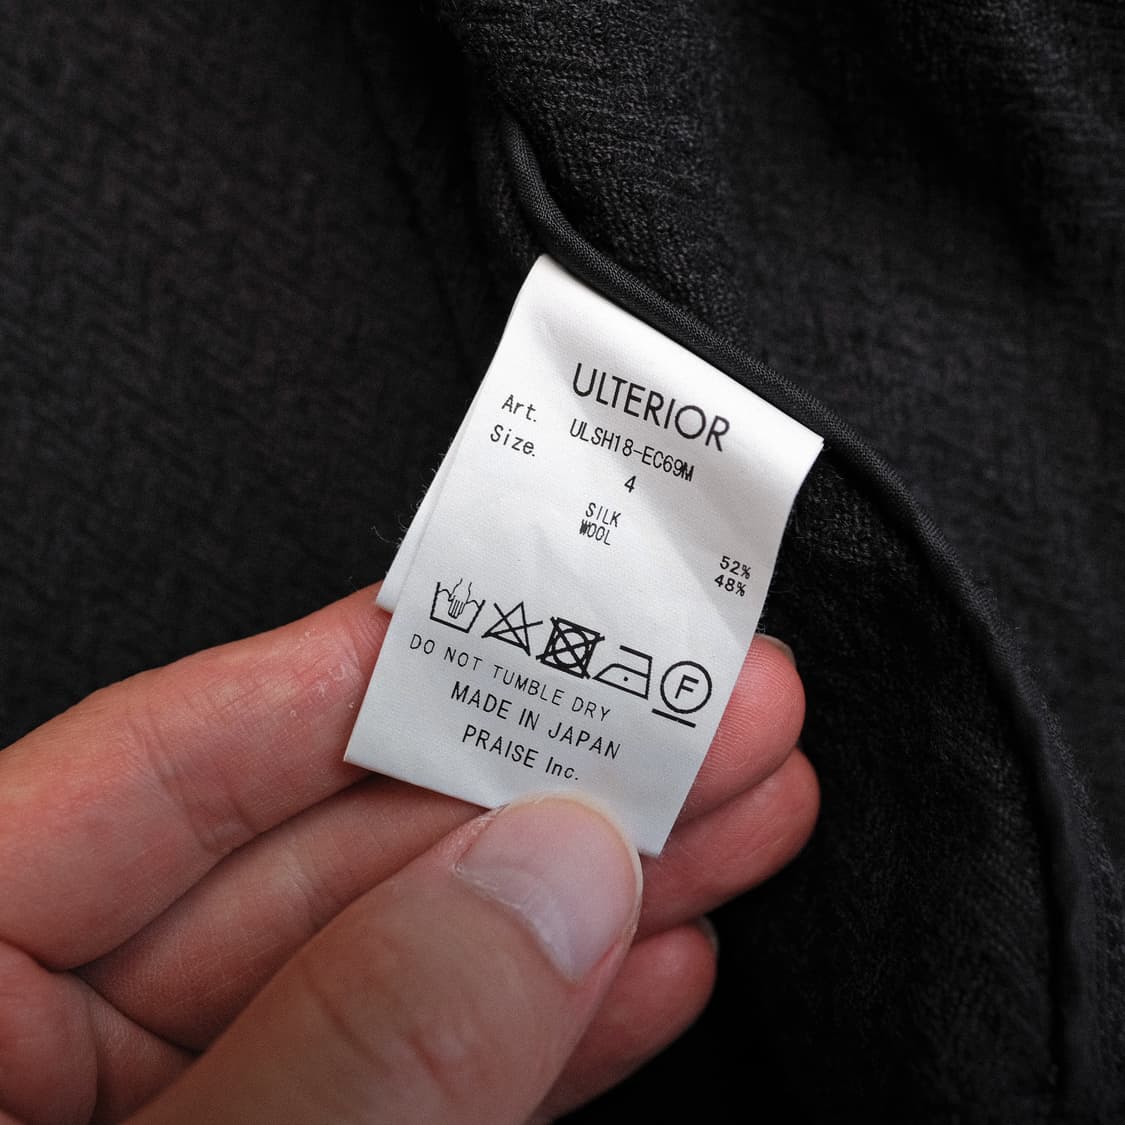 ULTERIOR
Art. ULSH18-EC69M
Size. 4
SILK 52%
WOOL 48%
F
DO NOT TUMBLE DRY
MADE IN JAPAN
PRAISE Inc.